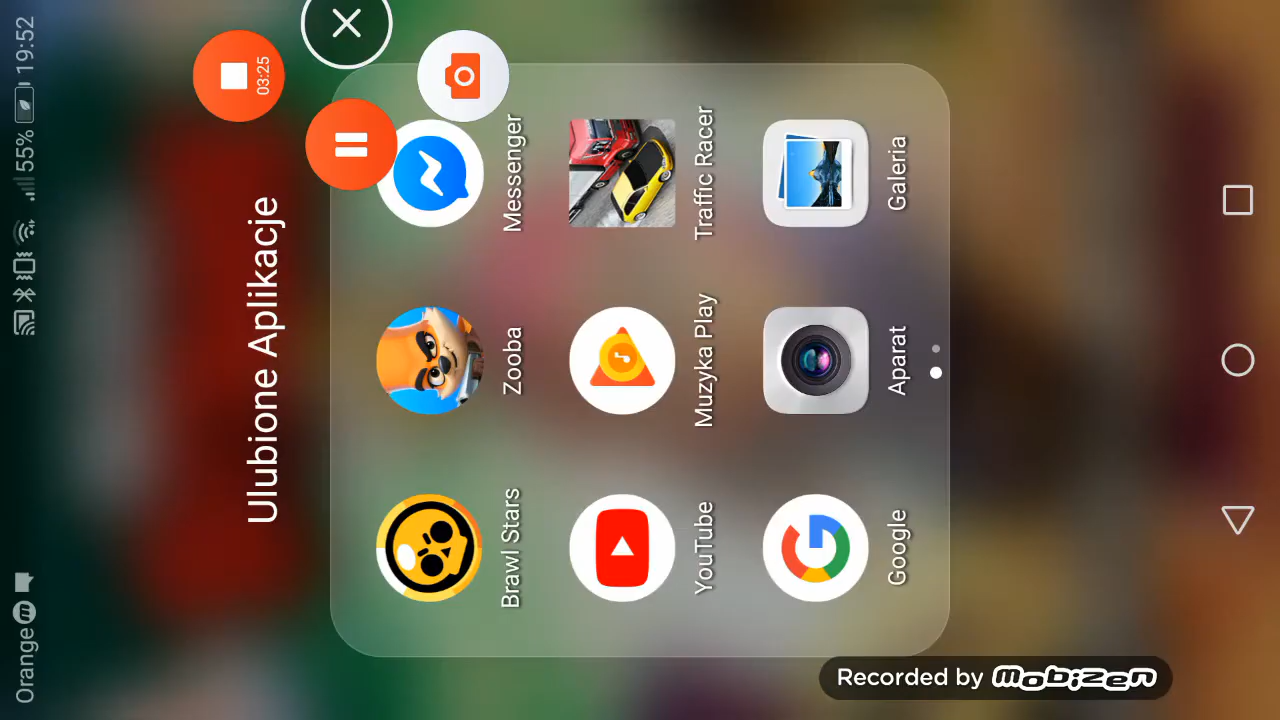 Orange
55%
19:52
03:25
Ulubione Aplikacje
Brawl Stars
Zooba
Messenger
YouTube
Muzyka Play
Traffic Racer
Google
Aparat
Galeria
Recorded by mobizen